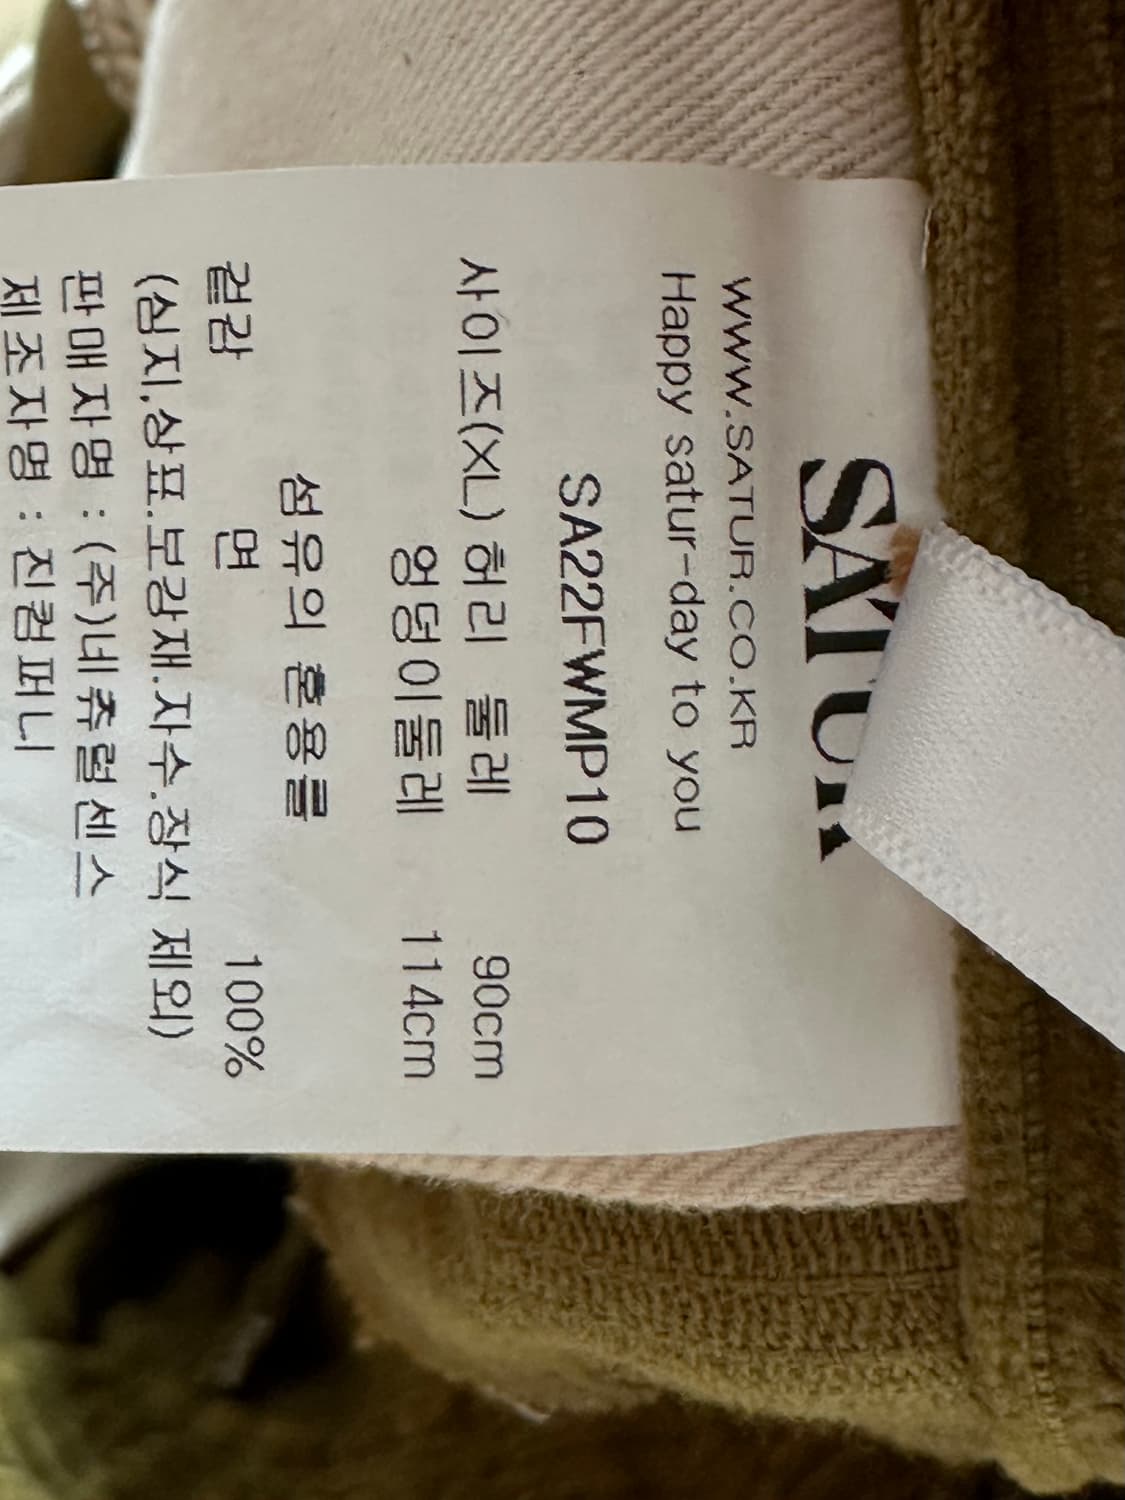 SATUR
WWW.SATUR.CO.KR
Happy satur-day to you
SA22FWMP10
사이즈(XL) 허리 둘레 90cm
엉덩이둘레 114cm
섬유의 혼용률
겉감 면 100%
(심지,상표.보강재.자수.장식 제외)
판매자명 : (주)네츄럴센스
제조자명 : 진컴퍼니